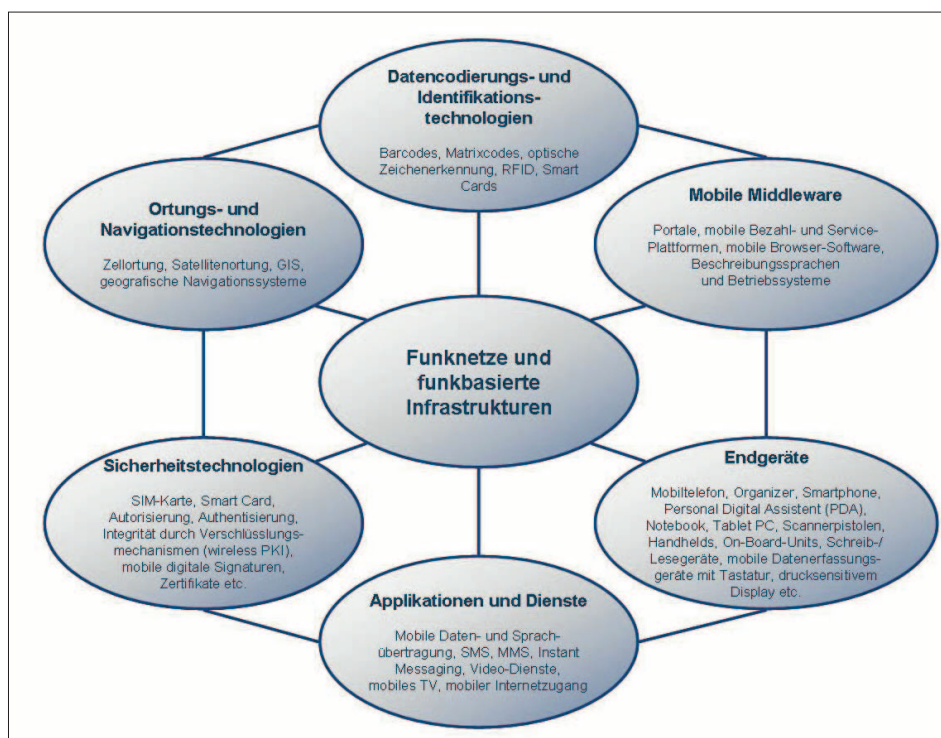 Datencodierungs- und
Identifikations-
technologien
Barcodes, Matrixcodes, optische
Zeichenerkennung, RFID, Smart
Cards
Ortungs- und
Navigationstechnologien
Zellortung, Satellitenortung, GIS,
geografische Navigationssysteme
Mobile Middleware
Portale, mobile Bezahl- und Service-
Plattformen, mobile Browser-Software,
Beschreibungssprachen
und Betriebssysteme
Funknetze und
funkbasierte
Infrastrukturen
Sicherheitstechnologien
SIM-Karte, Smart Card,
Autorisierung, Authentisierung,
Integrität durch Verschlüsslungs-
mechanismen (wireless PKI),
mobile digitale Signaturen,
Zertifikate etc.
Endgeräte
Mobiltelefon, Organizer, Smartphone,
Personal Digital Assistent (PDA),
Notebook, Tablet PC, Scannerpistolen,
Handhelds, On-Board-Units, Schreib-/
Lesegeräte, mobile Datenerfassungs-
geräte mit Tastatur, drucksensitivem
Display etc.
Applikationen und Dienste
Mobile Daten- und Sprach-
übertragung, SMS, MMS, Instant
Messaging, Video-Dienste,
mobiles TV, mobiler Internetzugang